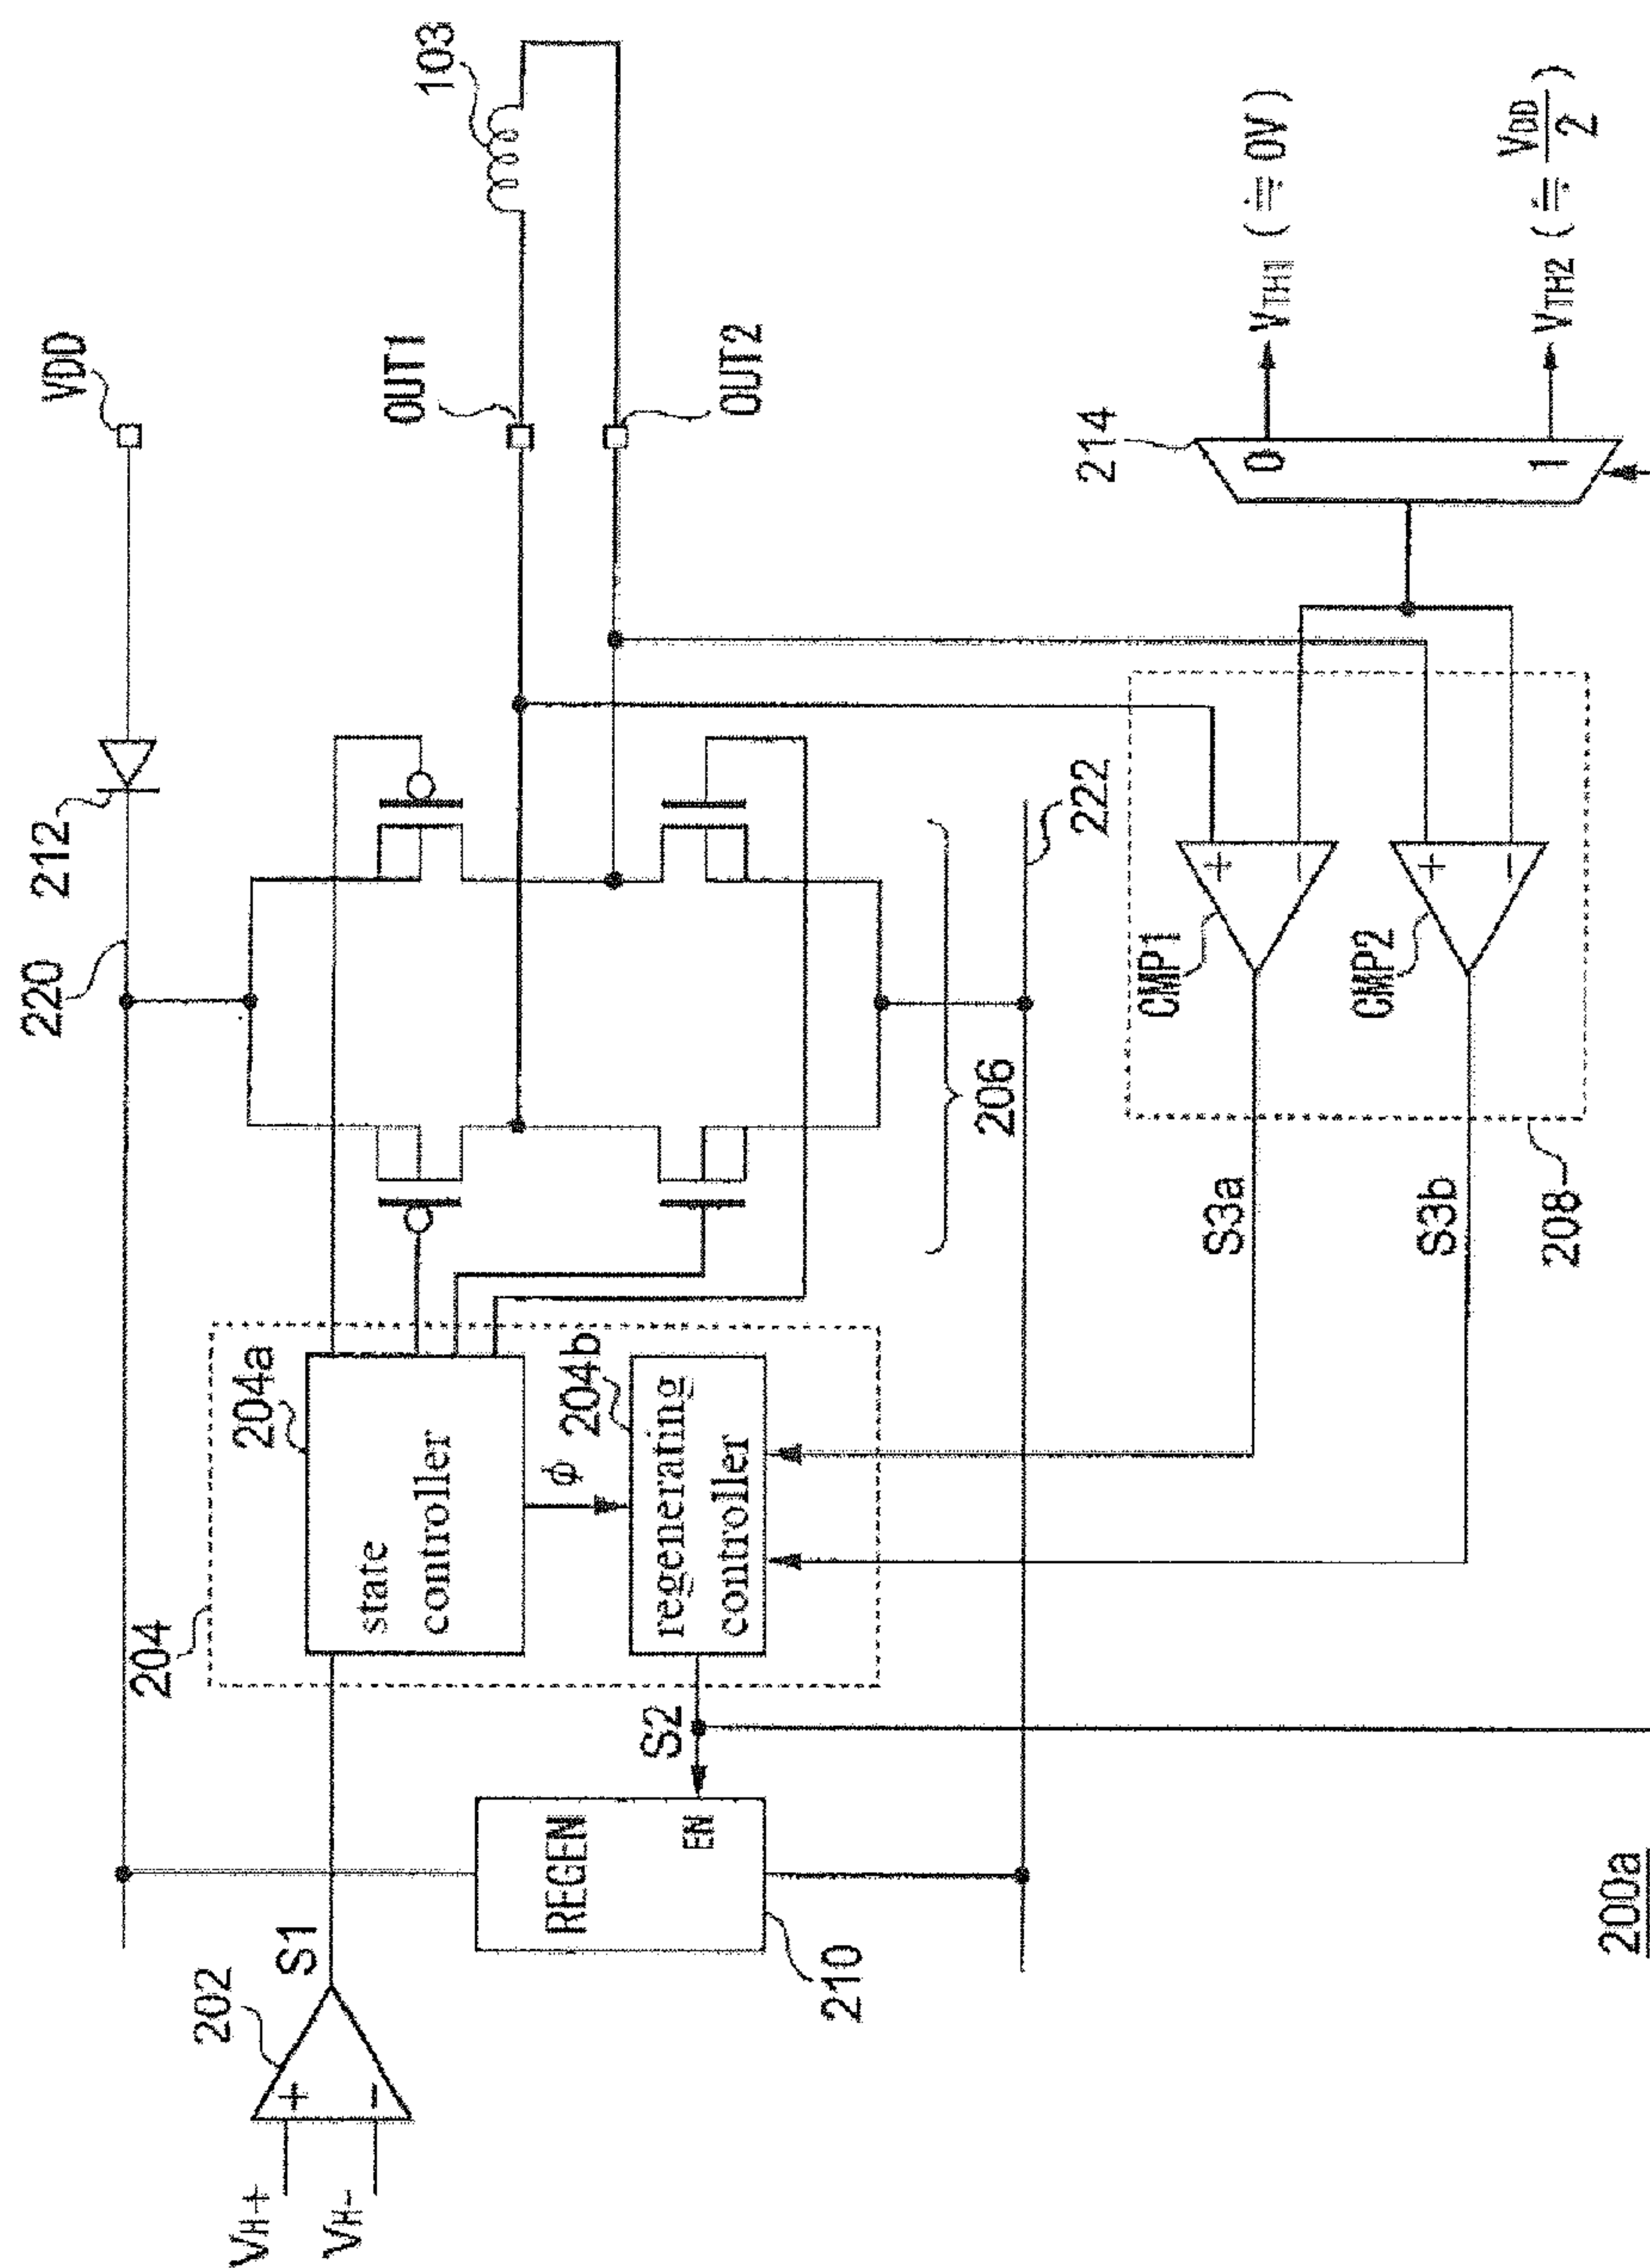 VDD
212
220
103
OUT1
OUT2
204
204a
state
controller
ϕ
204b
regenerating
controller
206
222
202
VH+
+
VH-
-
S1
REGEN
EN
210
S2
CMP1
+
-
CMP2
+
-
S3a
S3b
208
214
0
1
VTH1 (≒ 0V)
VTH2 (≒ VDD/2)
200a